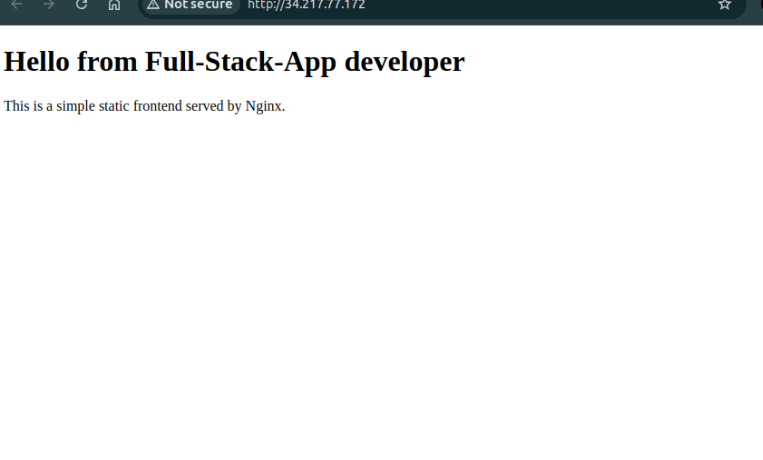 Not secure http://34.217.77.172
Hello from Full-Stack-App developer
This is a simple static frontend served by Nginx.